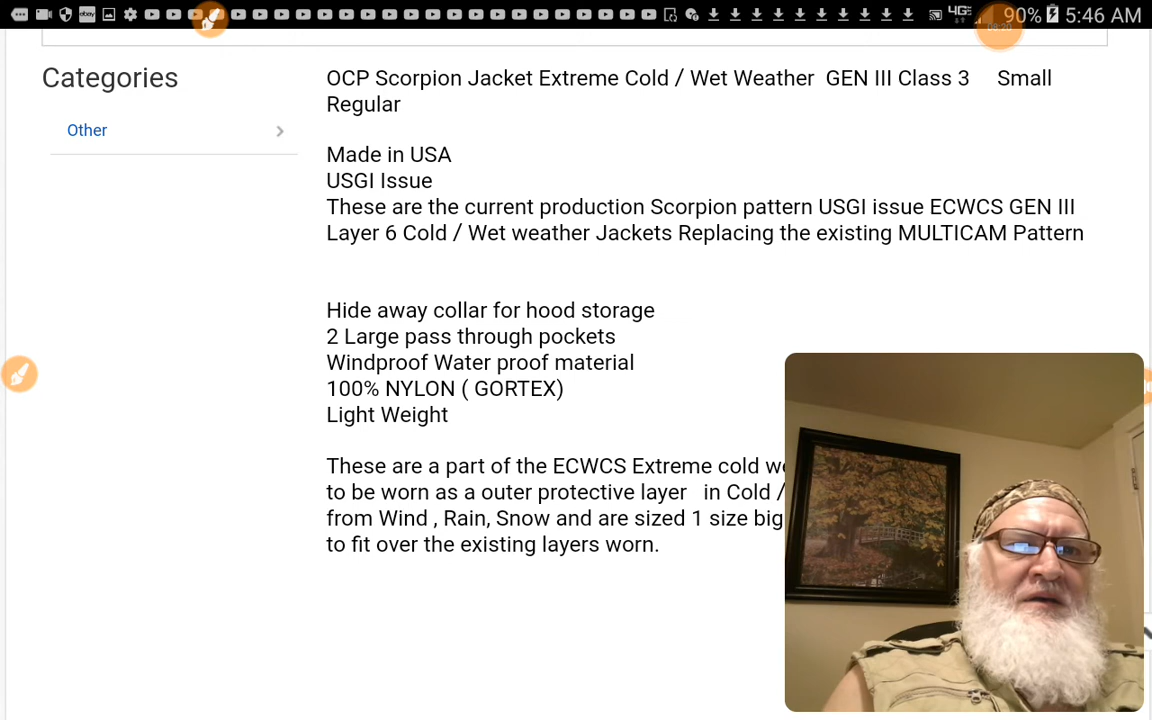 4G
90% 5:46 AM
08:20
Categories
Other
OCP Scorpion Jacket Extreme Cold / Wet Weather GEN III Class 3 Small
Regular
Made in USA
USGI Issue
These are the current production Scorpion pattern USGI issue ECWCS GEN III
Layer 6 Cold / Wet weather Jackets Replacing the existing MULTICAM Pattern
Hide away collar for hood storage
2 Large pass through pockets
Windproof Water proof material
100% NYLON ( GORTEX)
Light Weight
These are a part of the ECWCS Extreme cold
to be worn as a outer protective layer in Cold /
from Wind , Rain, Snow and are sized 1 size big
to fit over the existing layers worn.